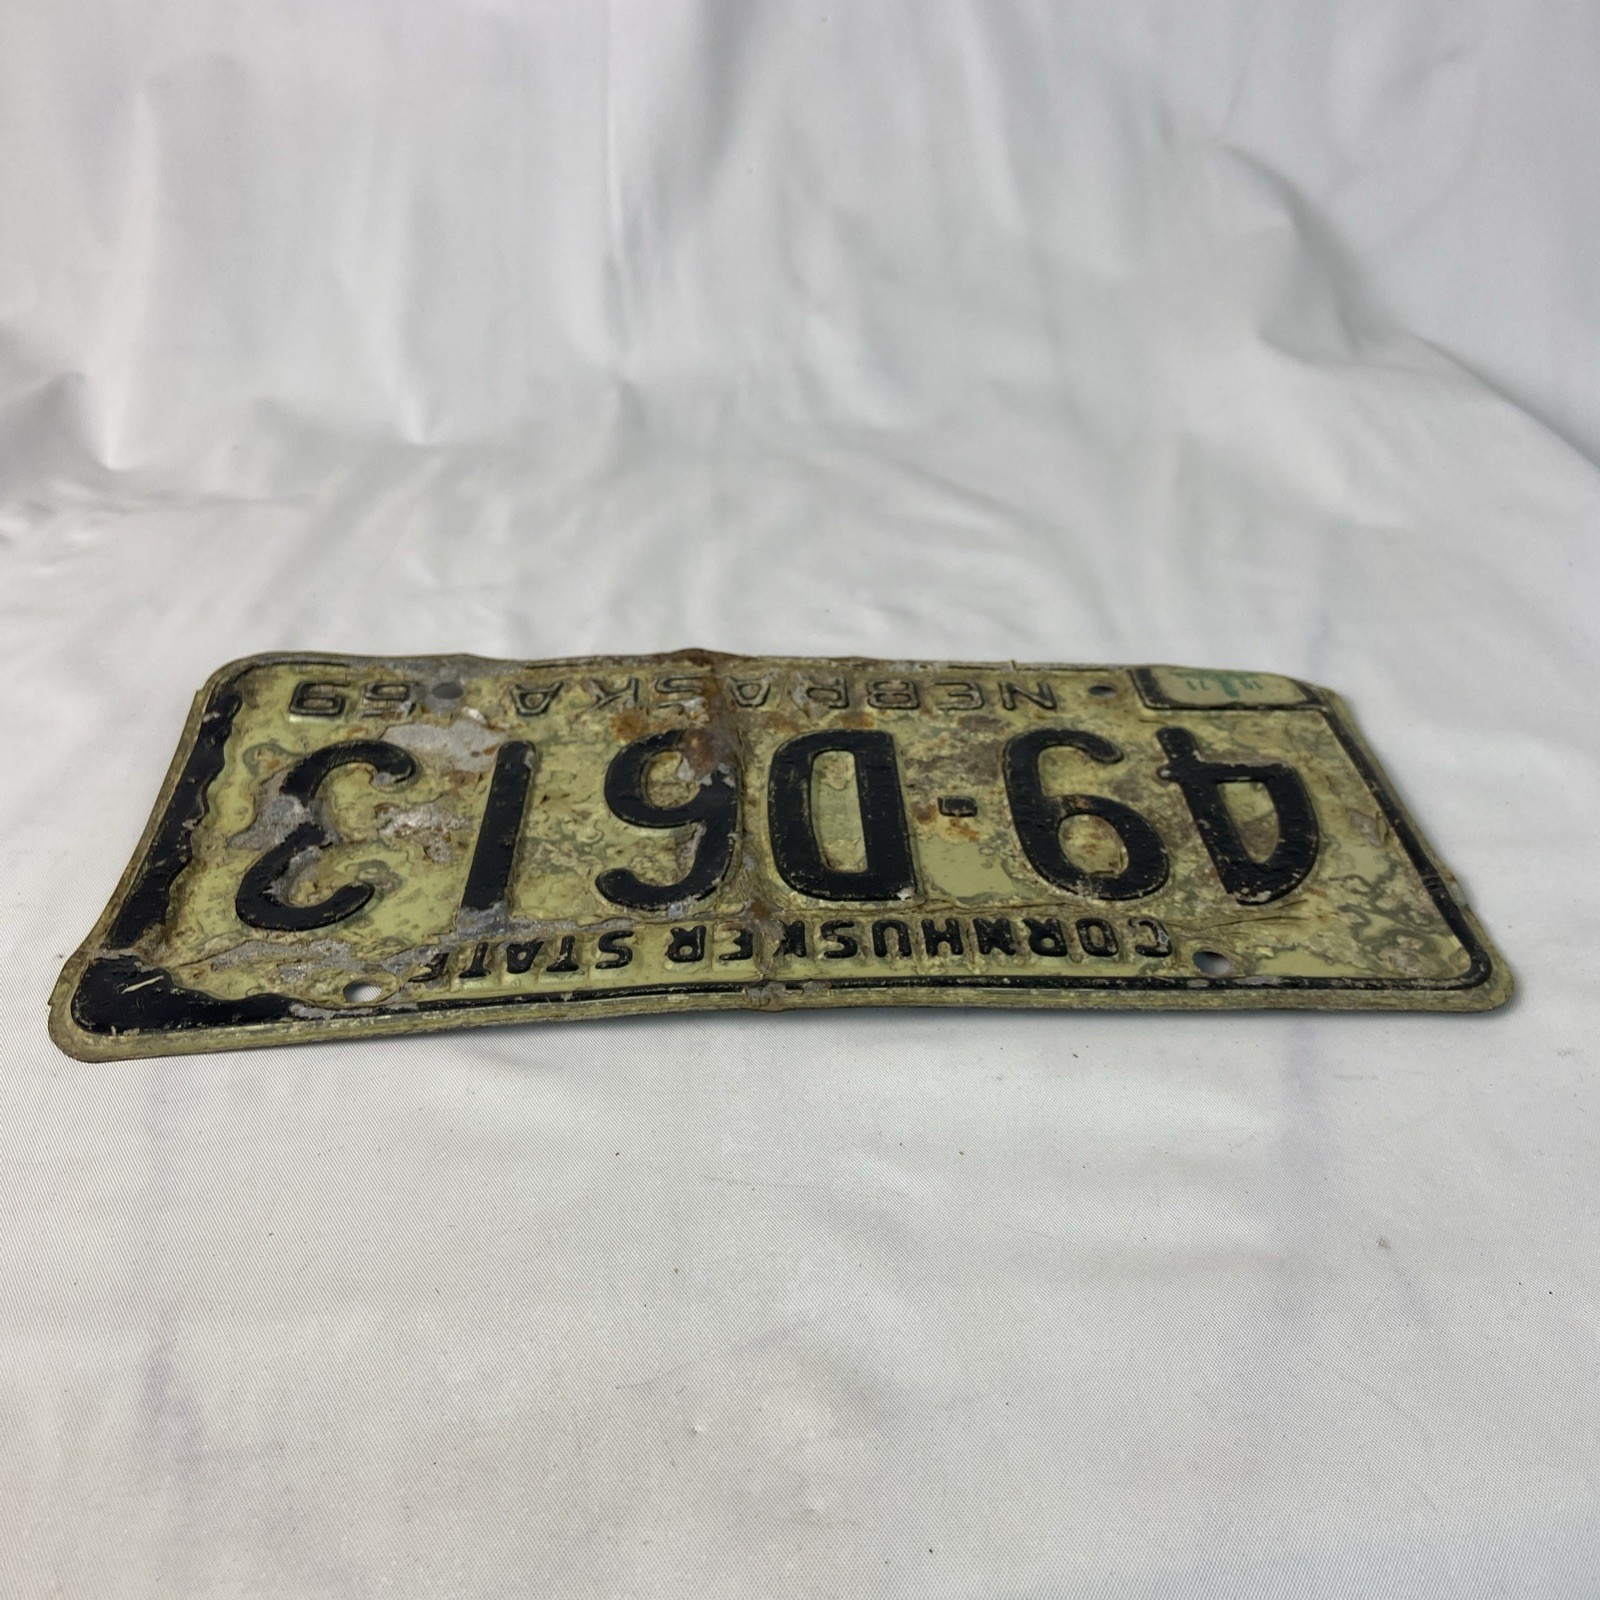 CORNHUSKER STATE
49-D613
NEBRASKA 69